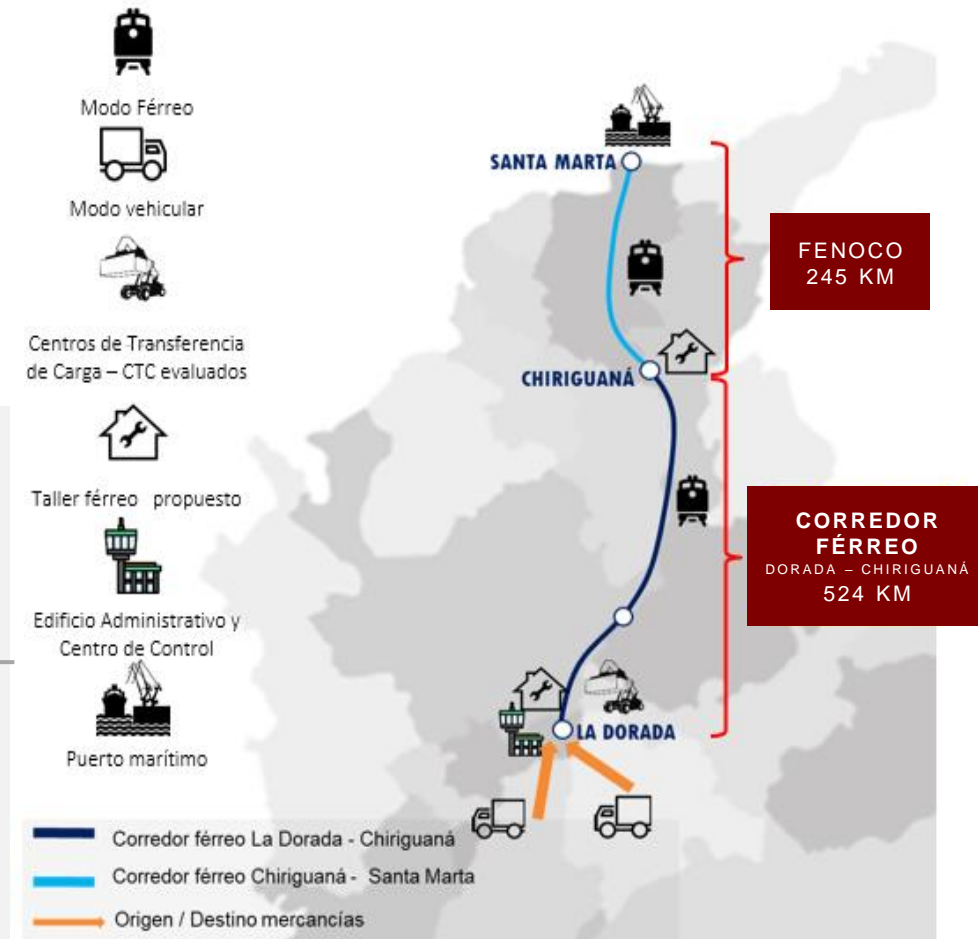 Modo Férreo
Modo vehicular
Centros de Transferencia
de Carga – CTC evaluados
Taller férreo propuesto
Edificio Administrativo y
Centro de Control
Puerto marítimo
SANTA MARTA
CHIRIGUANÁ
LA DORADA
FENOCO
245 KM
CORREDOR
FÉRREO
DORADA – CHIRIGUANÁ
524 KM
Corredor férreo La Dorada - Chiriguaná
Corredor férreo Chiriguaná - Santa Marta
Origen / Destino mercancías